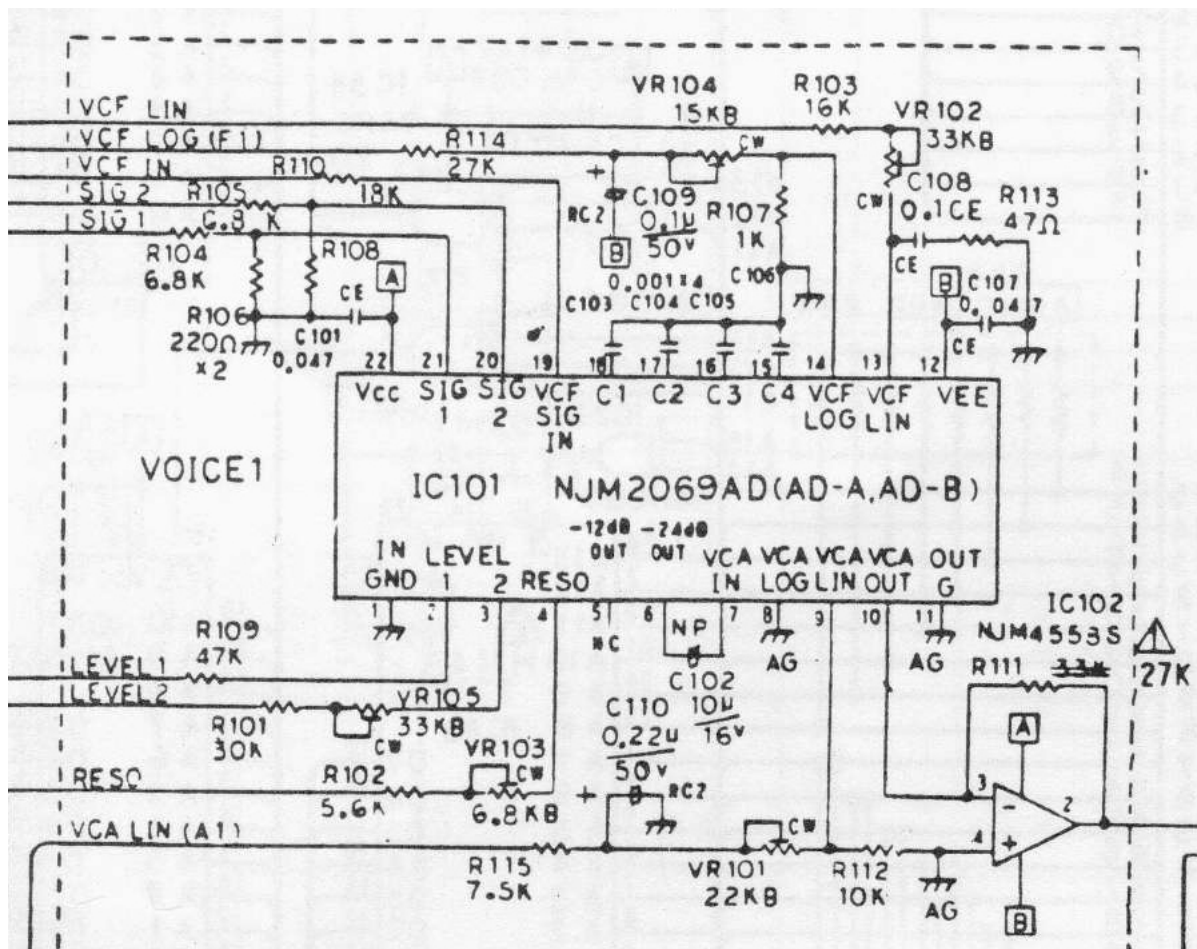 VR104
15KB
R103
16K
VR102
33KB
VCF LIN
VCF LOG(F1)
R114
27K
CW
VCF IN
R110
18K
SIG 2
R105
6.8 K
SIG 1
R104
6.8K
R108
A
CE
R106
220Ω
x2
C101
0.047
+
RC2
C109
0.1µ
50v
B
R107
1K
C106
0.001x4
C103 C104 C105
CW
C108
0.1CE
R113
47Ω
CE
B
C107
0.047
CE
22 21 20 19 18 17 16 15 14 13 12
VCC SIG 1 SIG 2 VCF SIG IN C1 C2 C3 C4 VCF LOG VCF LIN VEE
VOICE1
IC101 NJM2069AD(AD-A,AD-B)
IN GND LEVEL 1 2 RESO -12dB OUT -24dB OUT VCA IN VCA LOG VCA LIN VCA OUT OUT G
1 2 3 4 5 6 7 8 9 10 11
NC
NP
C102
10µ
16v
AG
AG
IC102
NJM4558S
R111
33K
27K
R109
47K
LEVEL1
LEVEL2
R101
30K
VR105
33KB
CW
RESO
R102
5.6K
VR103
CW
6.8KB
C110
0.22µ
50v
+
RC2
A
3
-
2
4
+
B
VCA LIN (A1)
R115
7.5K
VR101
22KB
CW
R112
10K
AG